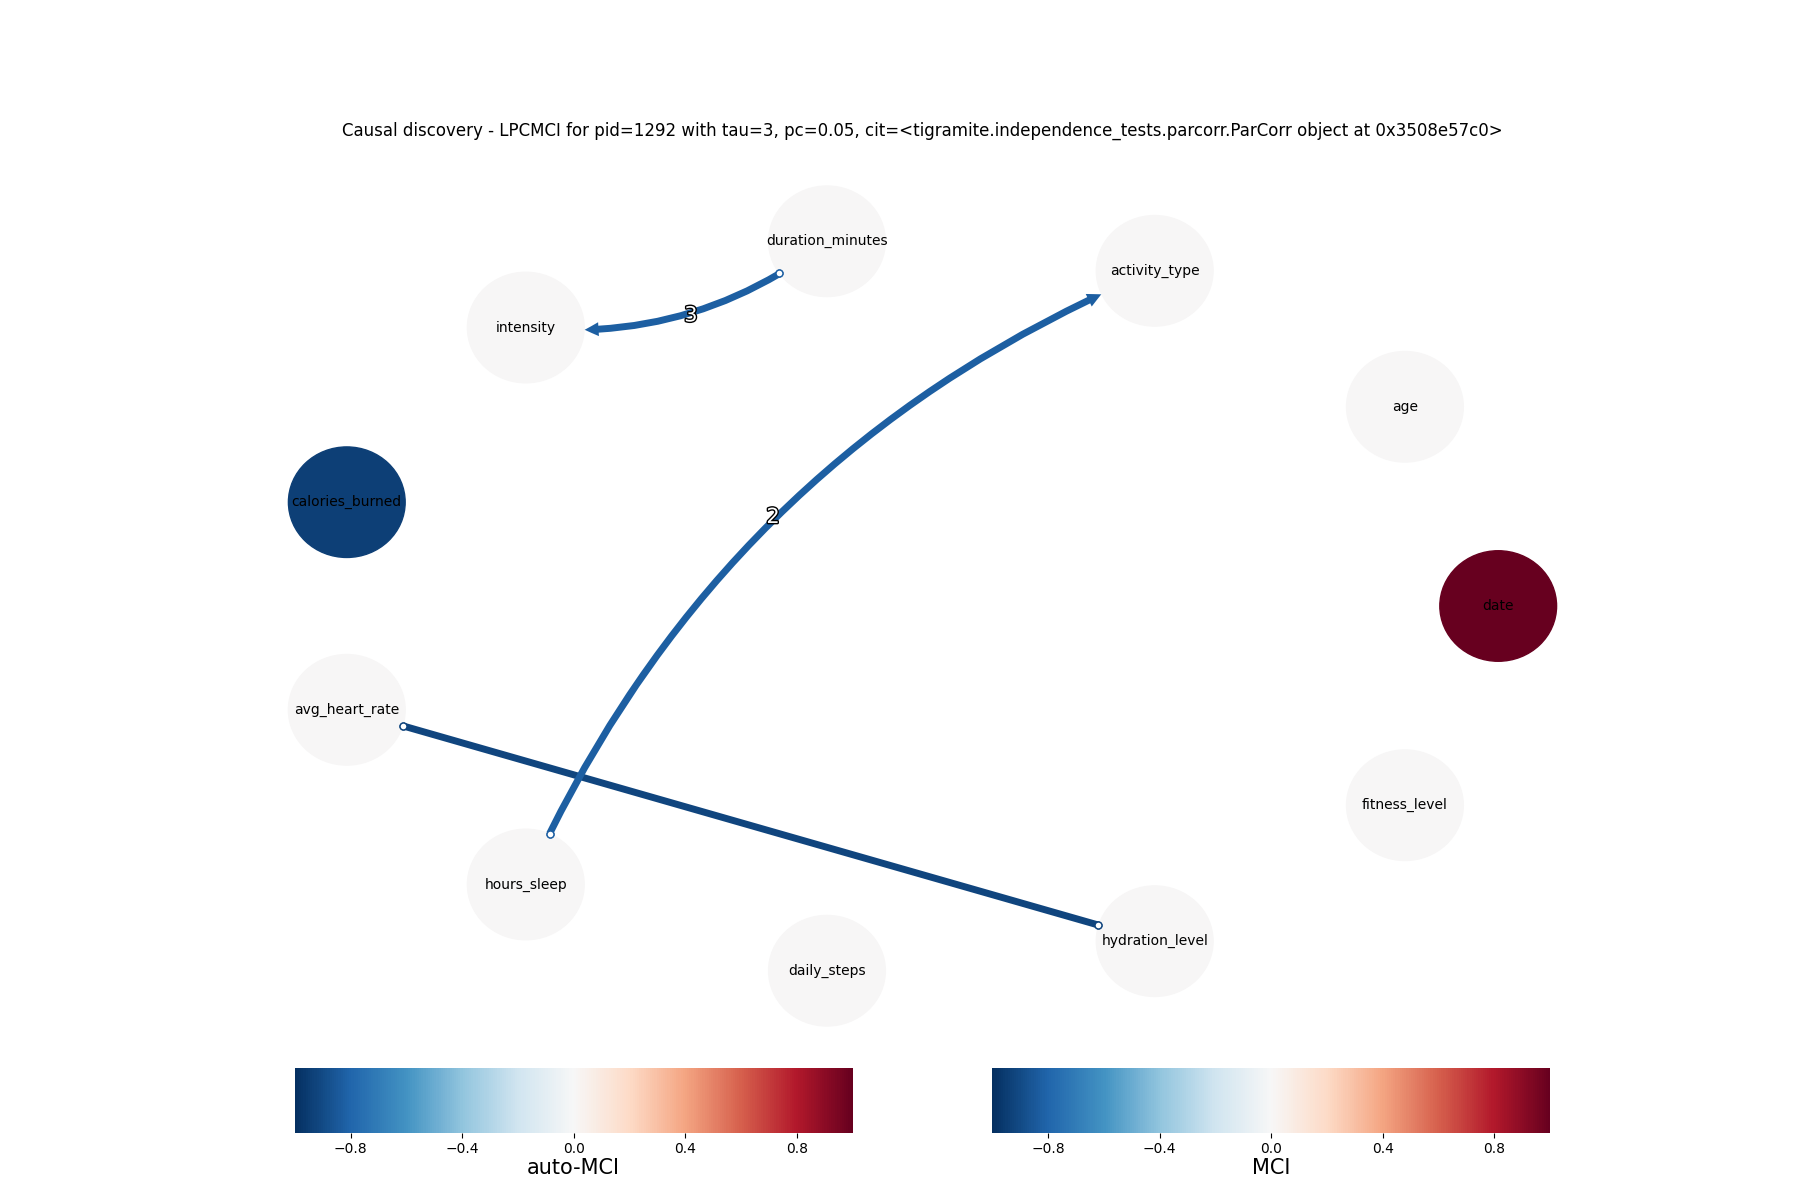 Causal discovery - LPCMCI for pid=1292 with tau=3, pc=0.05, cit=<tigramite.independence_tests.parcorr.ParCorr object at 0x3508e57c0>
duration_minutes
activity_type
intensity
3
age
calories_burned
2
date
avg_heart_rate
fitness_level
hours_sleep
hydration_level
daily_steps
−0.8 −0.4 0.0 0.4 0.8
auto-MCI
−0.8 −0.4 0.0 0.4 0.8
MCI